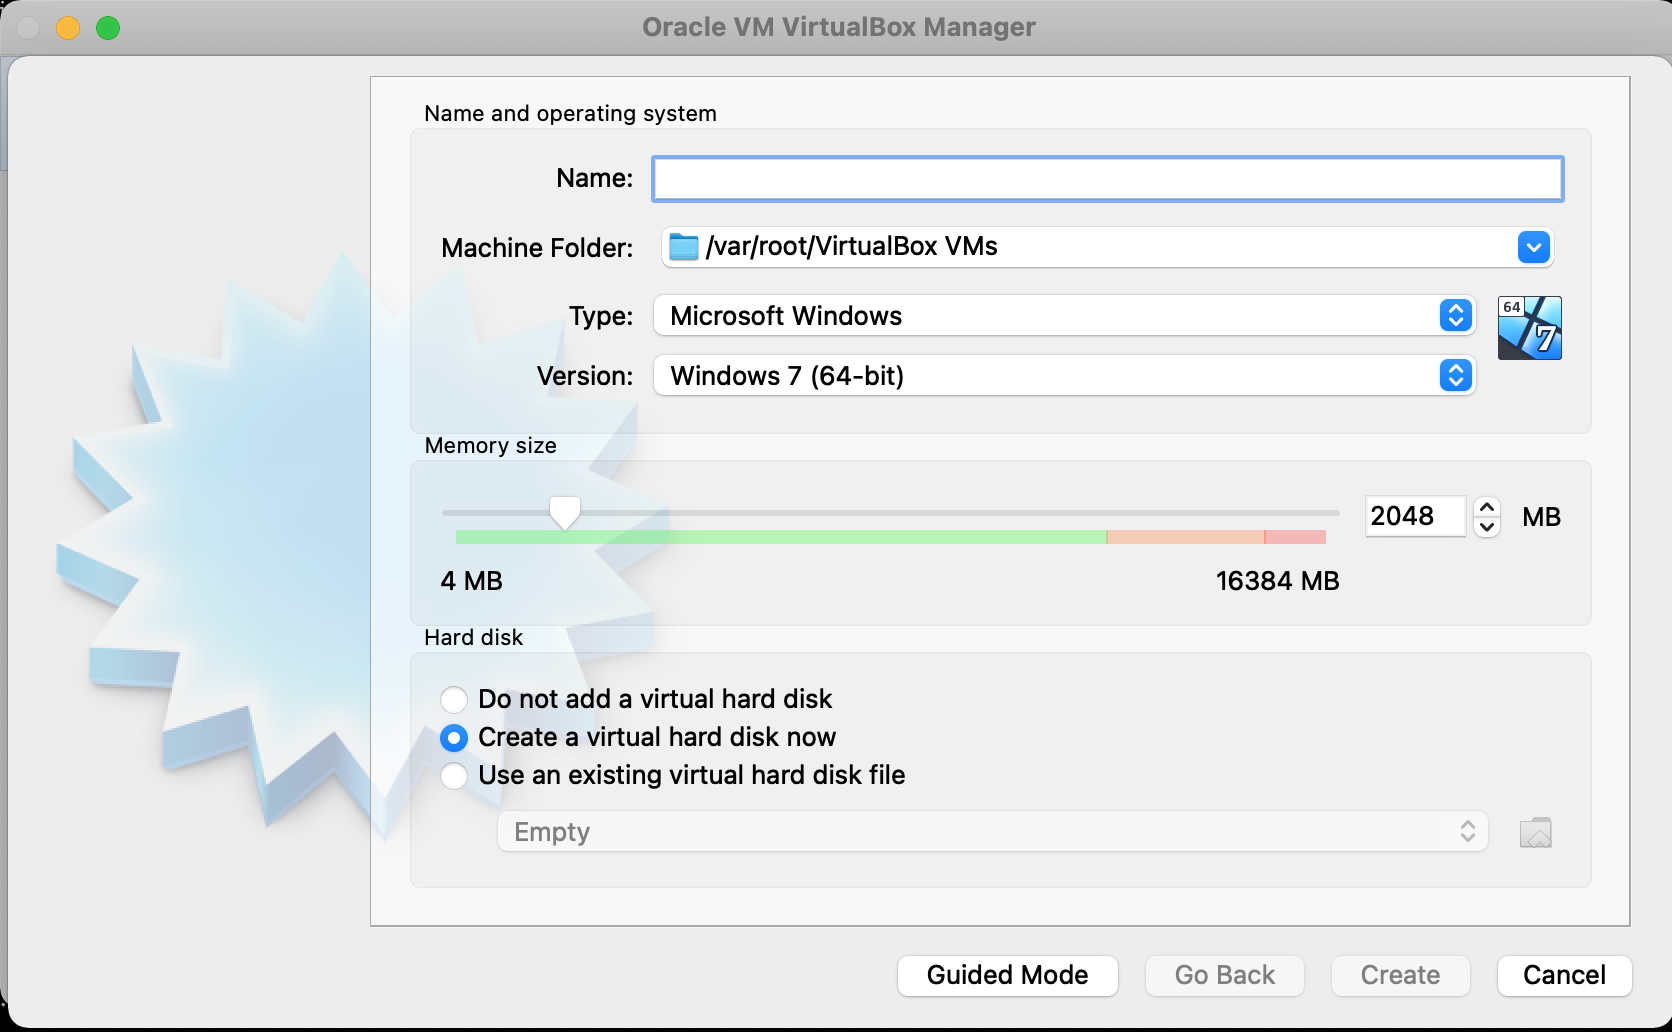 Oracle VM VirtualBox Manager
Name and operating system
Name:
Machine Folder: /var/root/VirtualBox VMs
Type: Microsoft Windows
64
7
Version: Windows 7 (64-bit)
Memory size
2048 MB
4 MB 16384 MB
Hard disk
Do not add a virtual hard disk
Create a virtual hard disk now
Use an existing virtual hard disk file
Empty
Guided Mode Go Back Create Cancel